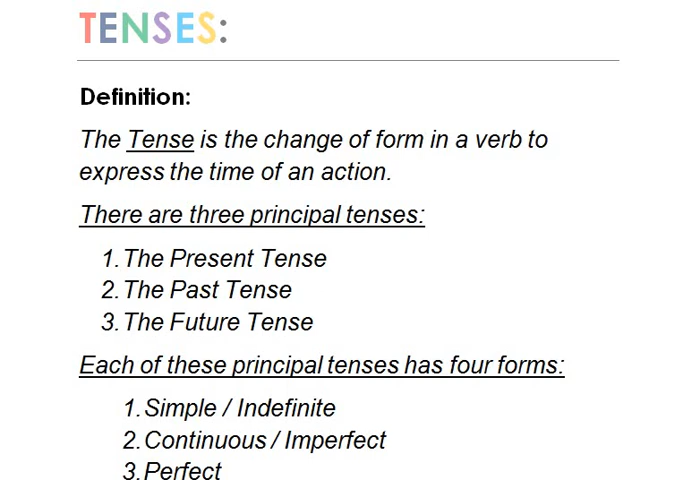 TENSES:
Definition:
The Tense is the change of form in a verb to
express the time of an action.
There are three principal tenses:
1. The Present Tense
2. The Past Tense
3. The Future Tense
Each of these principal tenses has four forms:
1. Simple / Indefinite
2. Continuous / Imperfect
3. Perfect